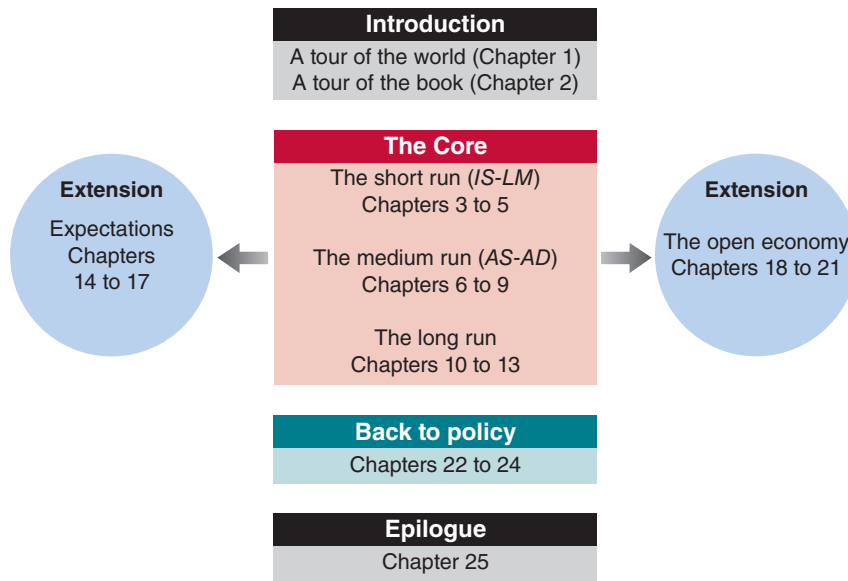 Introduction
A tour of the world (Chapter 1)
A tour of the book (Chapter 2)
The Core
The short run (IS-LM)
Chapters 3 to 5
The medium run (AS-AD)
Chapters 6 to 9
The long run
Chapters 10 to 13
Extension
Expectations
Chapters
14 to 17
Extension
The open economy
Chapters 18 to 21
Back to policy
Chapters 22 to 24
Epilogue
Chapter 25